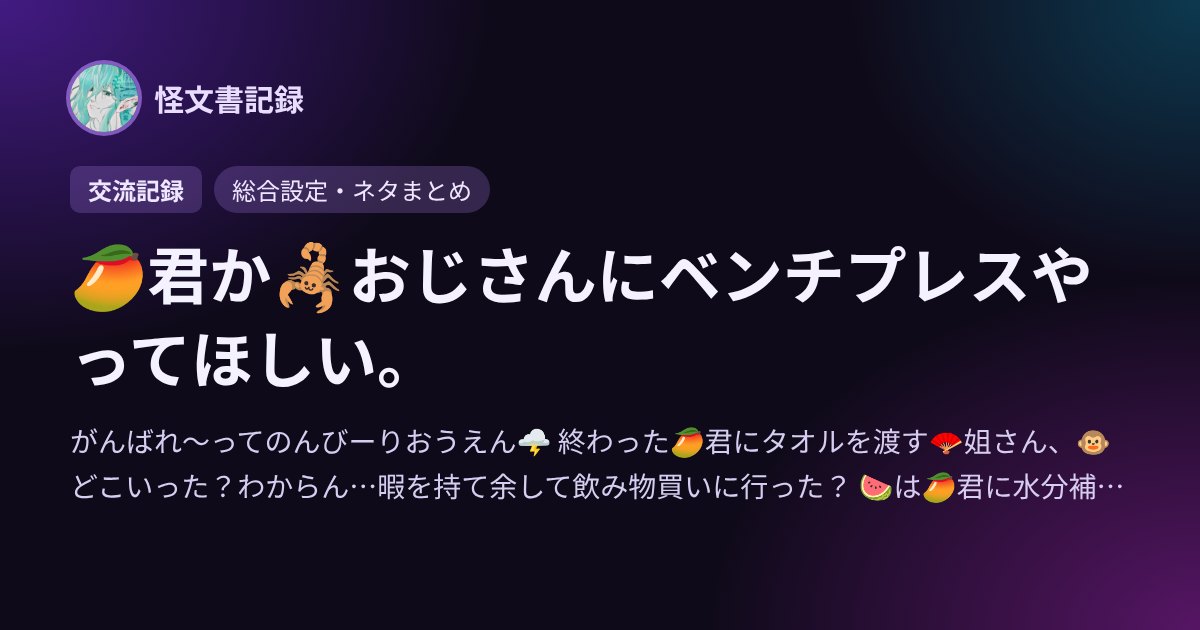 怪文書記録
交流記録
総合設定・ネタまとめ
🥭君か🦂おじさんにベンチプレスや
ってほしい。
がんばれ〜ってのんびーりおうえん🌩️ 終わった🥭君にタオルを渡す🪭姐さん、🐵
どこいった？わからん…暇を持て余して飲み物買いに行った？ 🍉は🥭君に水分補…